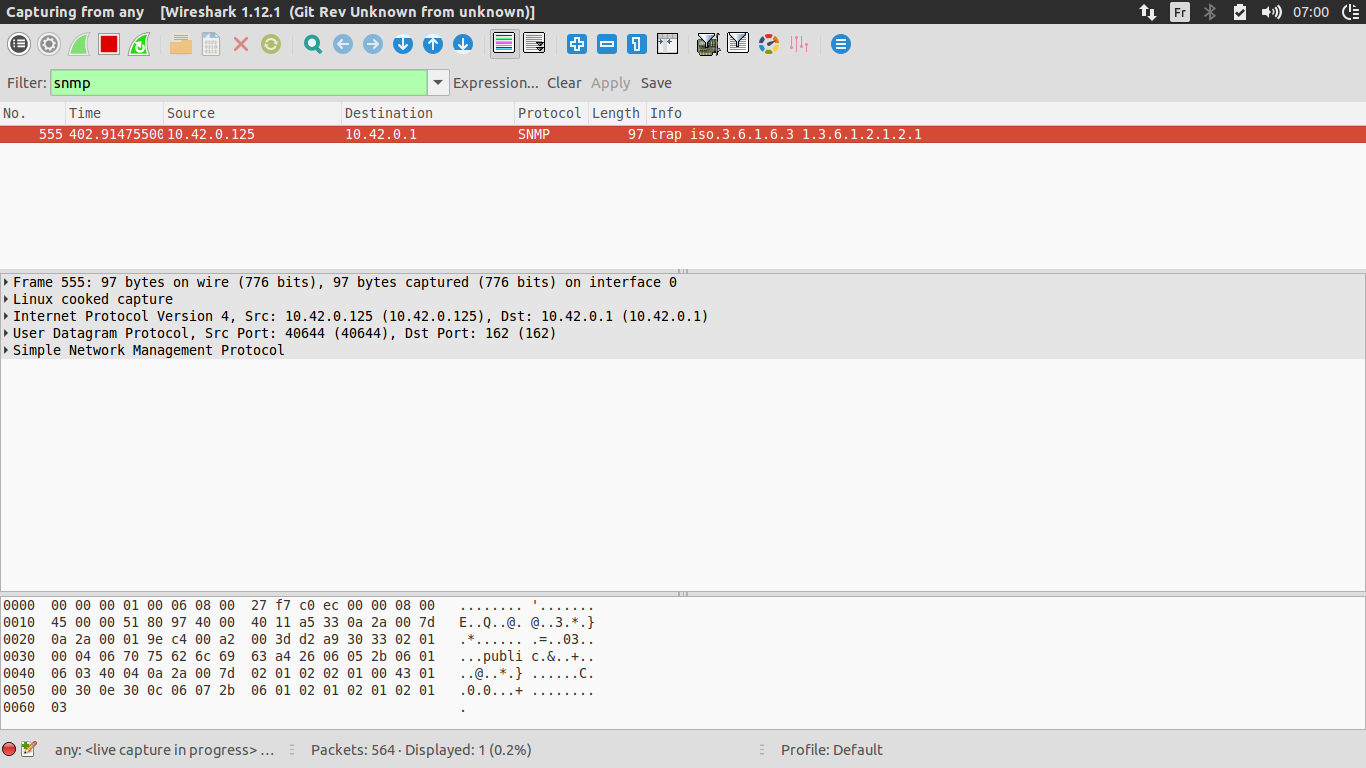 Capturing from any   [Wireshark 1.12.1  (Git Rev Unknown from unknown)]
Fr
07:00
Filter: snmp Expression... Clear Apply Save
No. Time Source Destination Protocol Length Info
555 402.91475500 10.42.0.125 10.42.0.1 SNMP 97 trap iso.3.6.1.6.3 1.3.6.1.2.1.2.1
Frame 555: 97 bytes on wire (776 bits), 97 bytes captured (776 bits) on interface 0
Linux cooked capture
Internet Protocol Version 4, Src: 10.42.0.125 (10.42.0.125), Dst: 10.42.0.1 (10.42.0.1)
User Datagram Protocol, Src Port: 40644 (40644), Dst Port: 162 (162)
Simple Network Management Protocol
0000  00 00 00 01 00 06 08 00  27 f7 c0 ec 00 00 08 00   ........ '.......
0010  45 00 00 51 80 97 40 00  40 11 a5 33 0a 2a 00 7d   E..Q..@. @..3.*.}
0020  0a 2a 00 01 9e c4 00 a2  00 3d d2 a9 30 33 02 01   .*...... .=..03..
0030  00 04 06 70 75 62 6c 69  63 a4 26 06 05 2b 06 01   ...publi c.&..+..
0040  06 03 40 04 0a 2a 00 7d  02 01 02 02 01 00 43 01   ..@..*.} ......C.
0050  00 30 0e 30 0c 06 07 2b  06 01 02 01 02 01 02 01   .0.0...+ ........
0060  03   .
any: <live capture in progress> ... Packets: 564 · Displayed: 1 (0.2%) Profile: Default